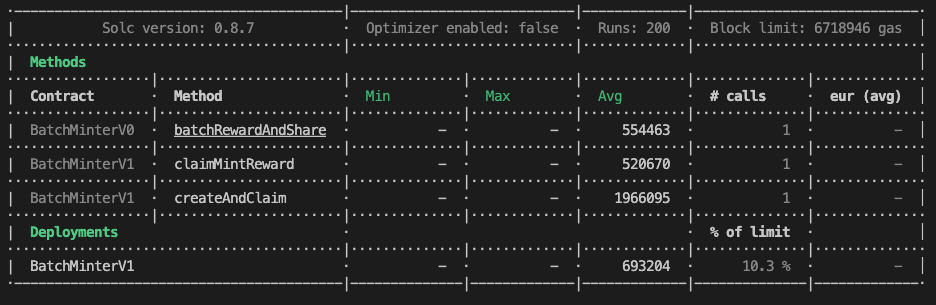 Solc version: 0.8.7 · Optimizer enabled: false · Runs: 200 · Block limit: 6718946 gas
Methods
Contract · Method · Min · Max · Avg · # calls · eur (avg)
BatchMinterV0 · batchRewardAndShare · – · – · 554463 · 1 · –
BatchMinterV1 · claimMintReward · – · – · 520670 · 1 · –
BatchMinterV1 · createAndClaim · – · – · 1966095 · 1 · –
Deployments · · % of limit ·
BatchMinterV1 · – · – · 693204 · 10.3 % · –